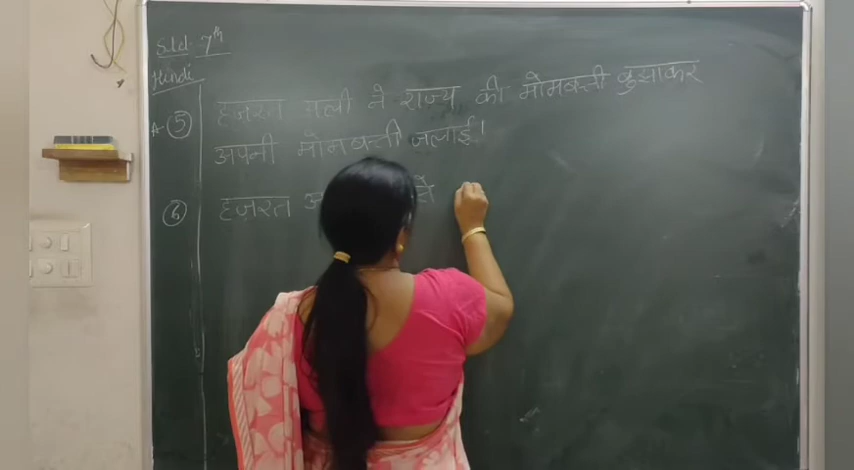 Std. 7th
Hindi
A- ⑤ हजरत अली ने राज्य की मोमबत्ती बुझाकर
अपनी मोमबत्ती जलाई।
⑥ हजरत